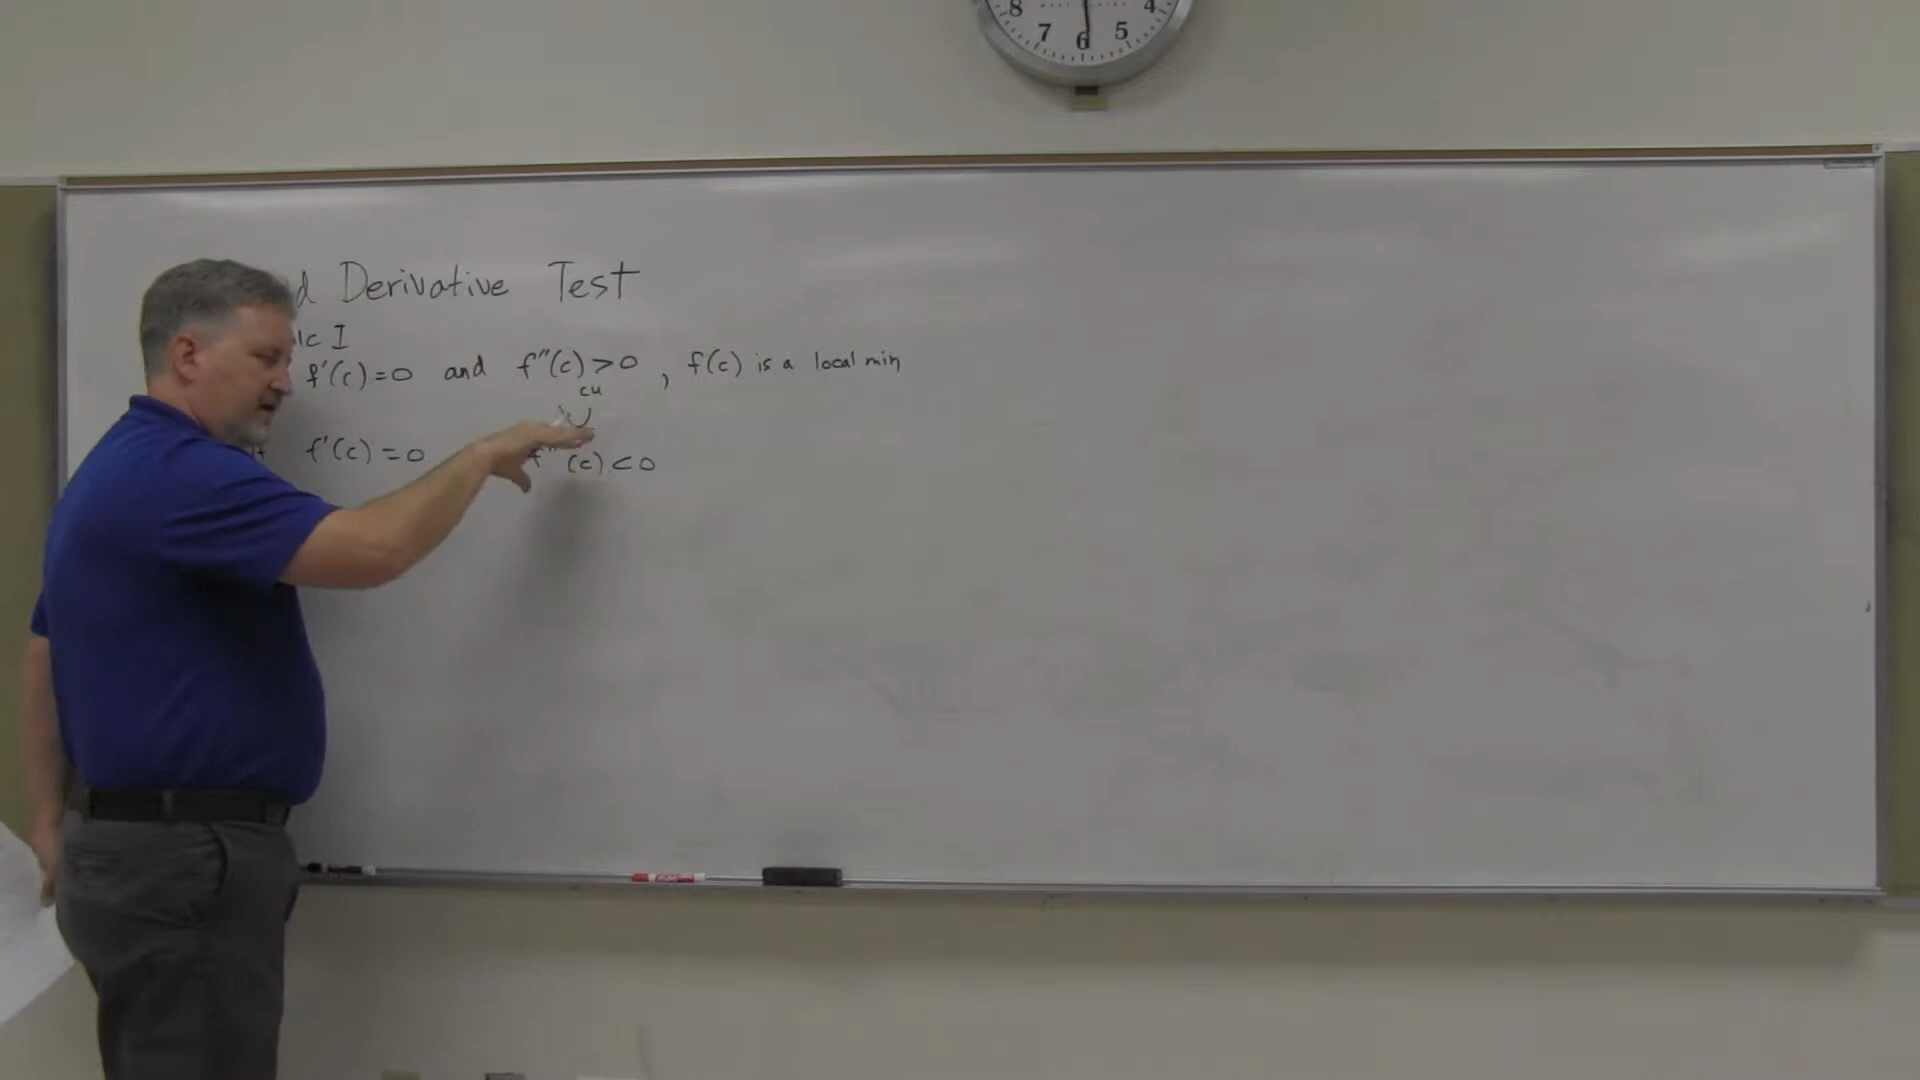 8 7 6 5 4
d Derivative Test
lc I
f'(c)=0 and f''(c)>0, f(c) is a local min
cu
f'(c)=0 f''(c)<0